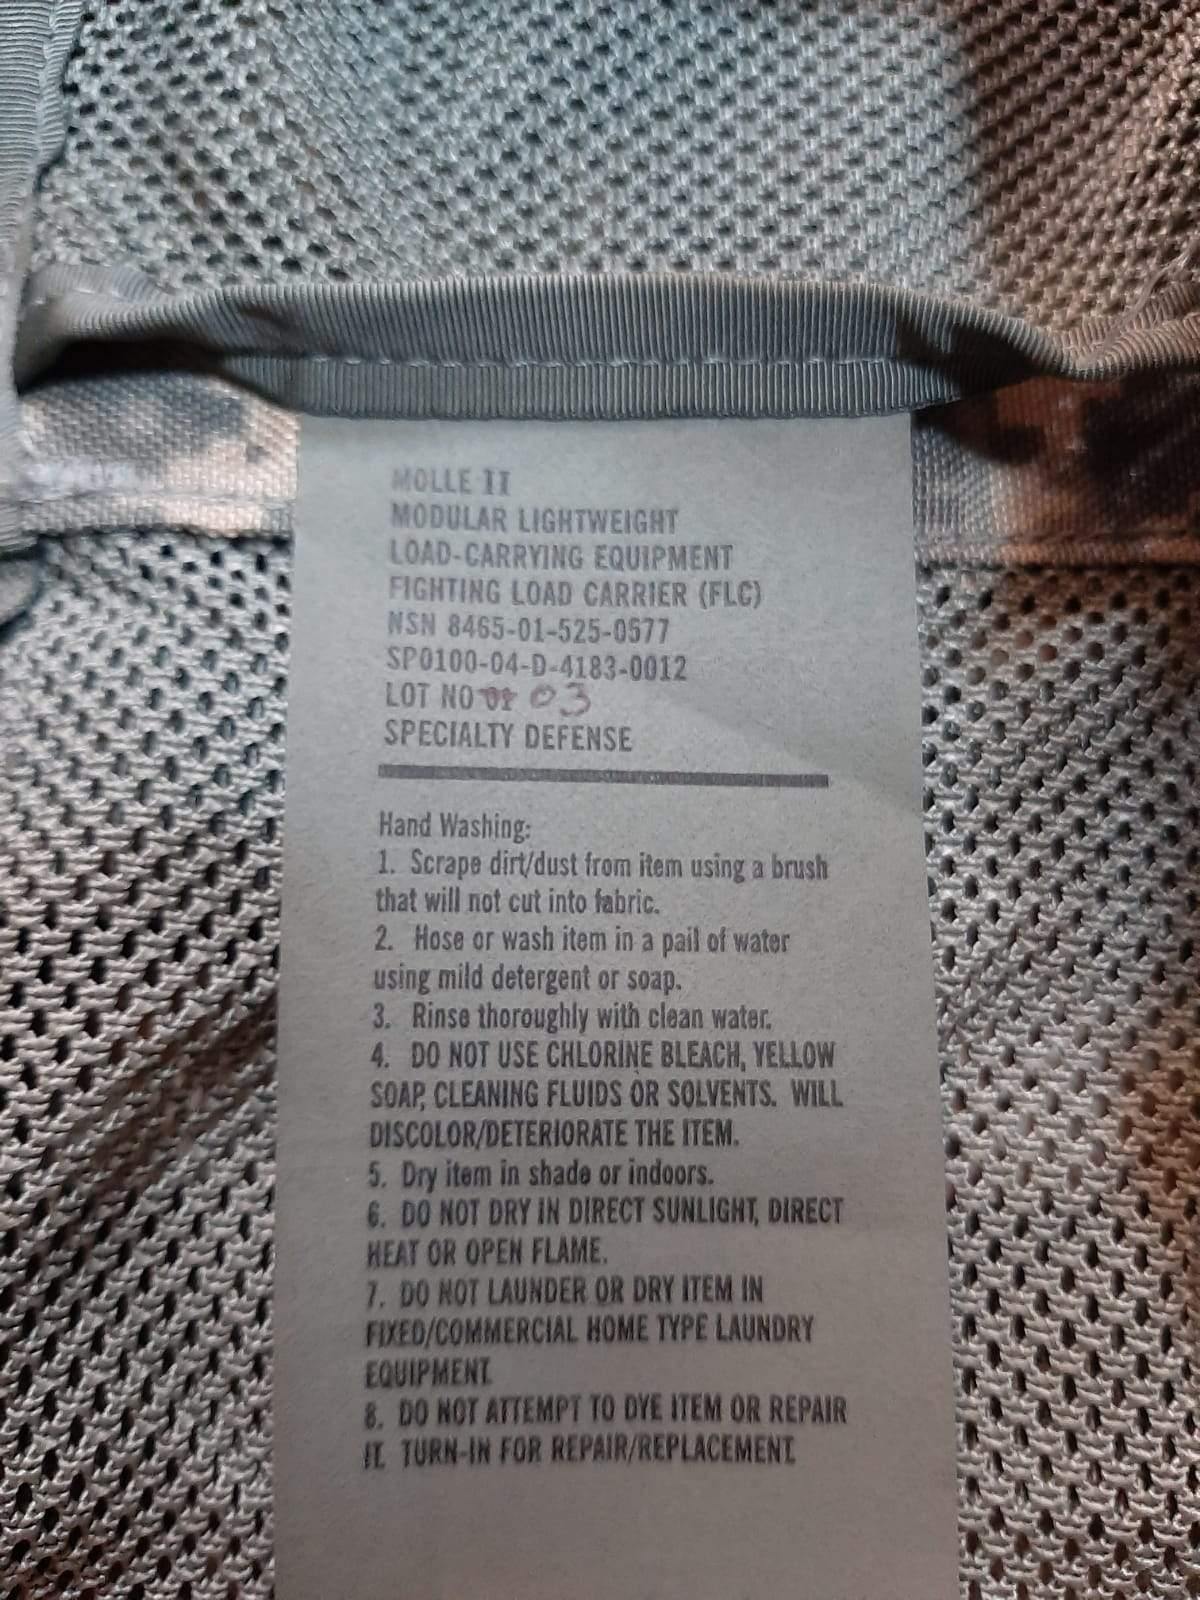 MOLLE II
MODULAR LIGHTWEIGHT
LOAD-CARRYING EQUIPMENT
FIGHTING LOAD CARRIER (FLC)
NSN 8465-01-525-0577
SP0100-04-D-4183-0012
LOT NO 03
SPECIALTY DEFENSE
Hand Washing:
1. Scrape dirt/dust from item using a brush
that will not cut into fabric.
2. Hose or wash item in a pail of water
using mild detergent or soap.
3. Rinse thoroughly with clean water.
4. DO NOT USE CHLORINE BLEACH, YELLOW
SOAP, CLEANING FLUIDS OR SOLVENTS. WILL
DISCOLOR/DETERIORATE THE ITEM.
5. Dry item in shade or indoors.
6. DO NOT DRY IN DIRECT SUNLIGHT, DIRECT
HEAT OR OPEN FLAME.
7. DO NOT LAUNDER OR DRY ITEM IN
FIXED/COMMERCIAL HOME TYPE LAUNDRY
EQUIPMENT.
8. DO NOT ATTEMPT TO DYE ITEM OR REPAIR
IT. TURN-IN FOR REPAIR/REPLACEMENT.